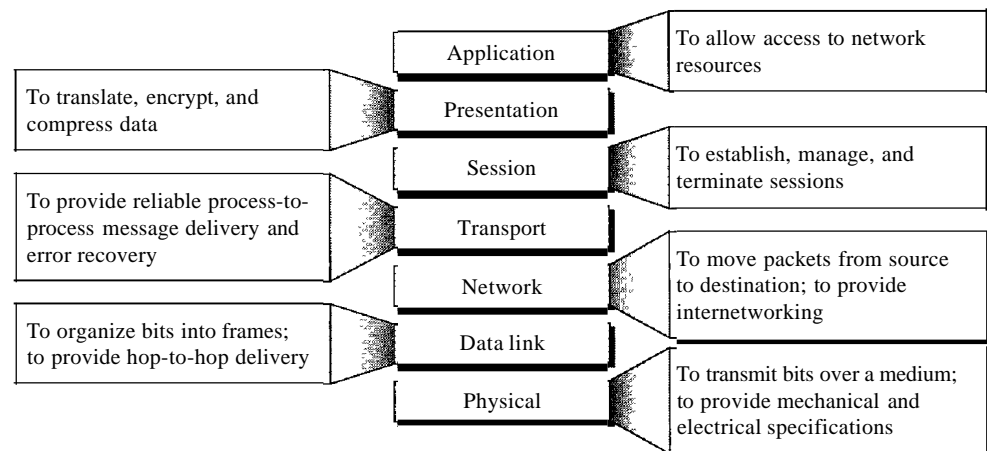 Application
To allow access to network
resources
To translate, encrypt, and
compress data
Presentation
Session
To establish, manage, and
terminate sessions
To provide reliable process-to-
process message delivery and
error recovery
Transport
Network
To move packets from source
to destination; to provide
internetworking
To organize bits into frames;
to provide hop-to-hop delivery
Data link
Physical
To transmit bits over a medium;
to provide mechanical and
electrical specifications